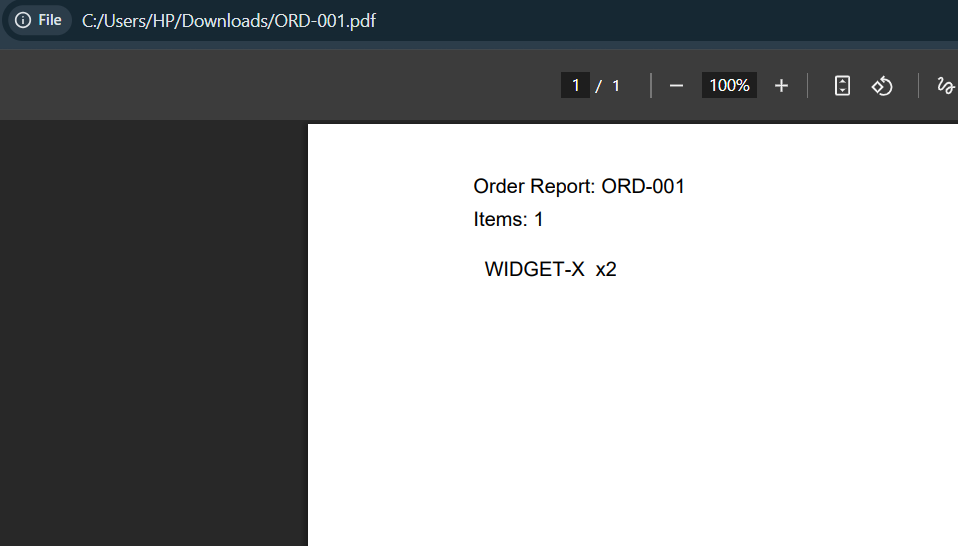 File C:/Users/HP/Downloads/ORD-001.pdf
1 / 1 100%
Order Report: ORD-001
Items: 1
WIDGET-X x2